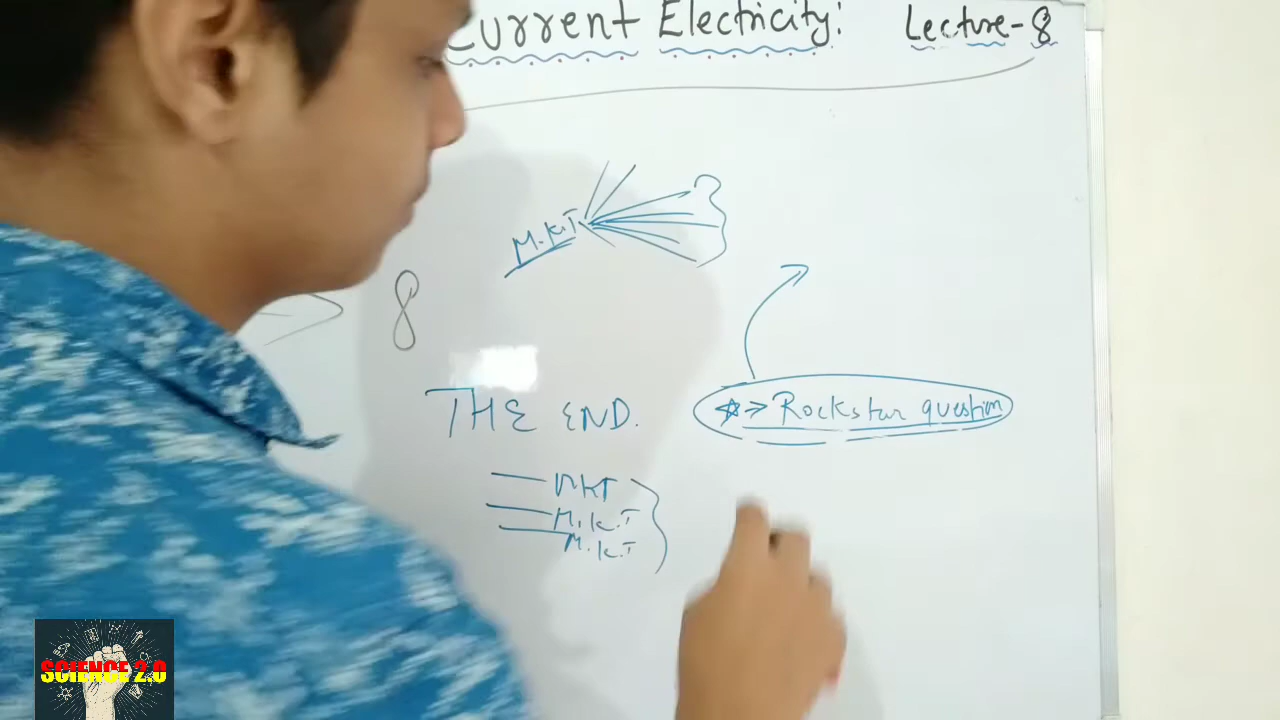 Current Electricity: Lecture-8
M.K.T.
8
THE END.
⭐⇒ Rockstar question
MKT
M.K.T
M.K.T
SCIENCE 2.0